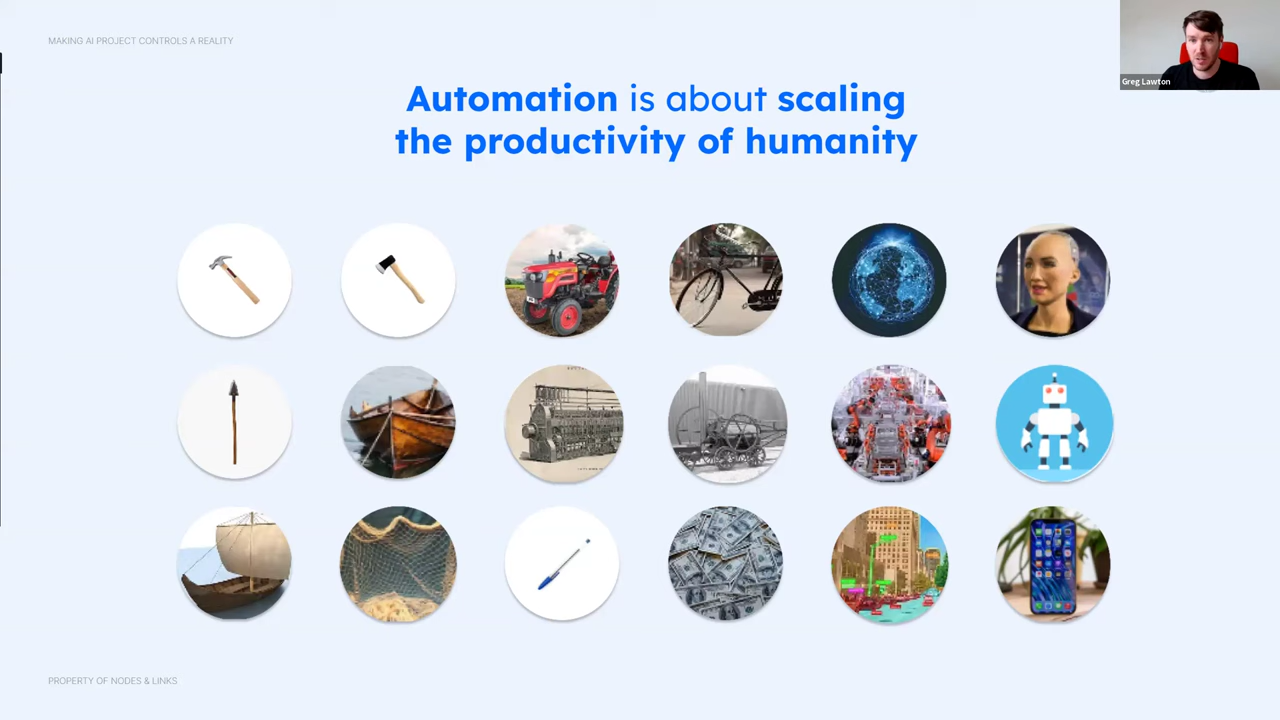 MAKING AI PROJECT CONTROLS A REALITY
Greg Lawton
Automation is about scaling
the productivity of humanity
PROPERTY OF NODES & LINKS